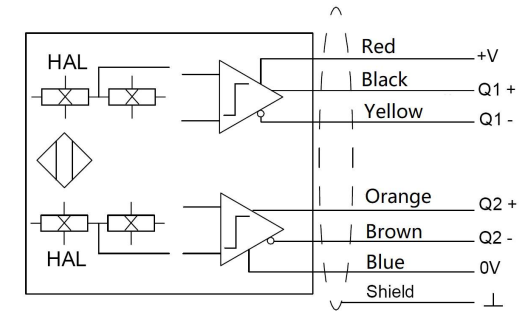 HAL
Red +V
Black Q1 +
Yellow Q1 -
Orange Q2 +
Brown Q2 -
HAL
Blue 0V
Shield